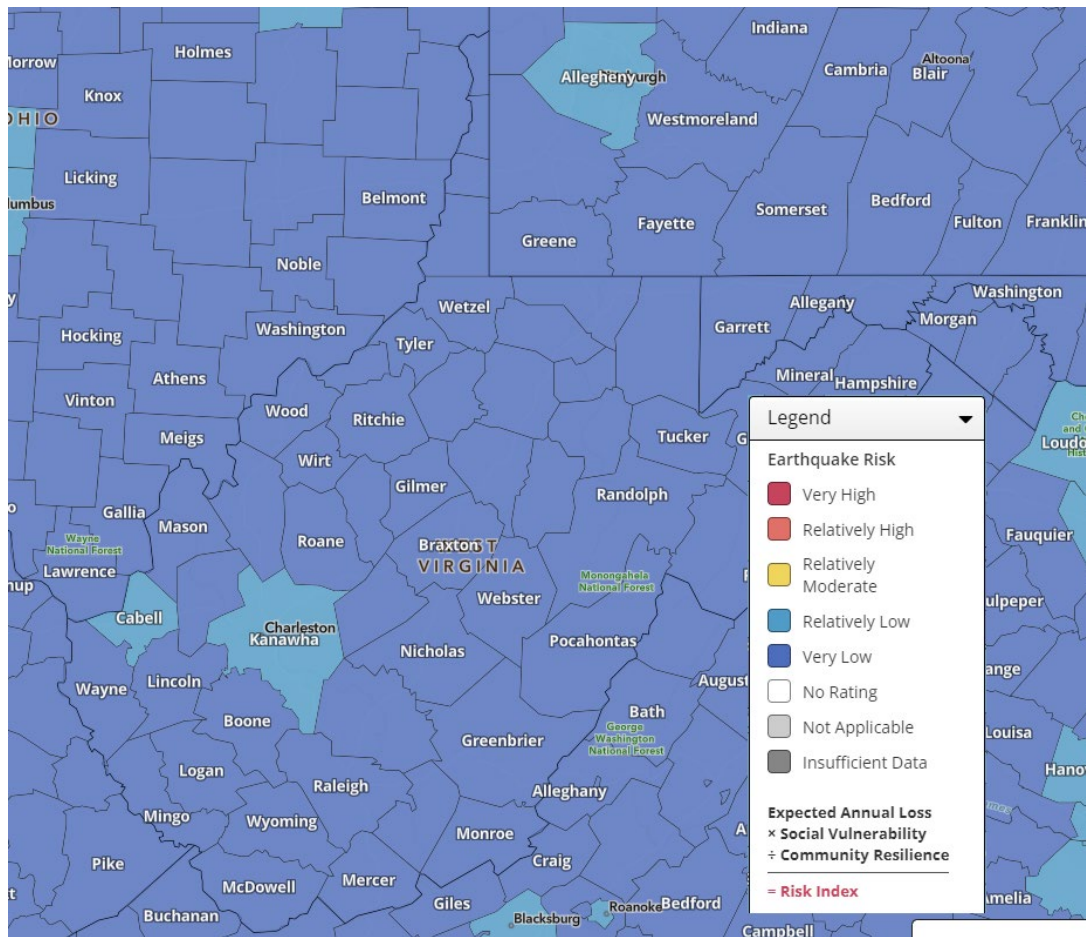 Holmes
Indiana
Altoona
Cambria
Blair
Allegheny
Knox
OHIO
Westmoreland
Licking
Belmont
Somerset
Bedford
Fulton
Franklin
Fayette
Greene
Noble
Washington
Allegany
Wetzel
Garrett
Morgan
Washington
Hocking
Tyler
Athens
Mineral
Hampshire
Vinton
Wood
Ritchie
Meigs
Tucker
Wirt
Gilmer
Randolph
Gallia
Mason
Roane
Braxton
WEST
VIRGINIA
Wayne
National Forest
Lawrence
Monongahela
National Forest
Webster
Fauquier
Cabell
Charleston
Kanawha
Pocahontas
Nicholas
Wayne
Lincoln
August
Boone
Bath
George
Washington
National Forest
Greenbrier
Louisa
Logan
Raleigh
Alleghany
Mingo
Wyoming
Monroe
Pike
Craig
McDowell
Mercer
Giles
Roanoke
Bedford
Amelia
Buchanan
Blacksburg
Campbell
Legend
Earthquake Risk
Very High
Relatively High
Relatively
Moderate
Relatively Low
Very Low
No Rating
Not Applicable
Insufficient Data
Expected Annual Loss
× Social Vulnerability
÷ Community Resilience
= Risk Index